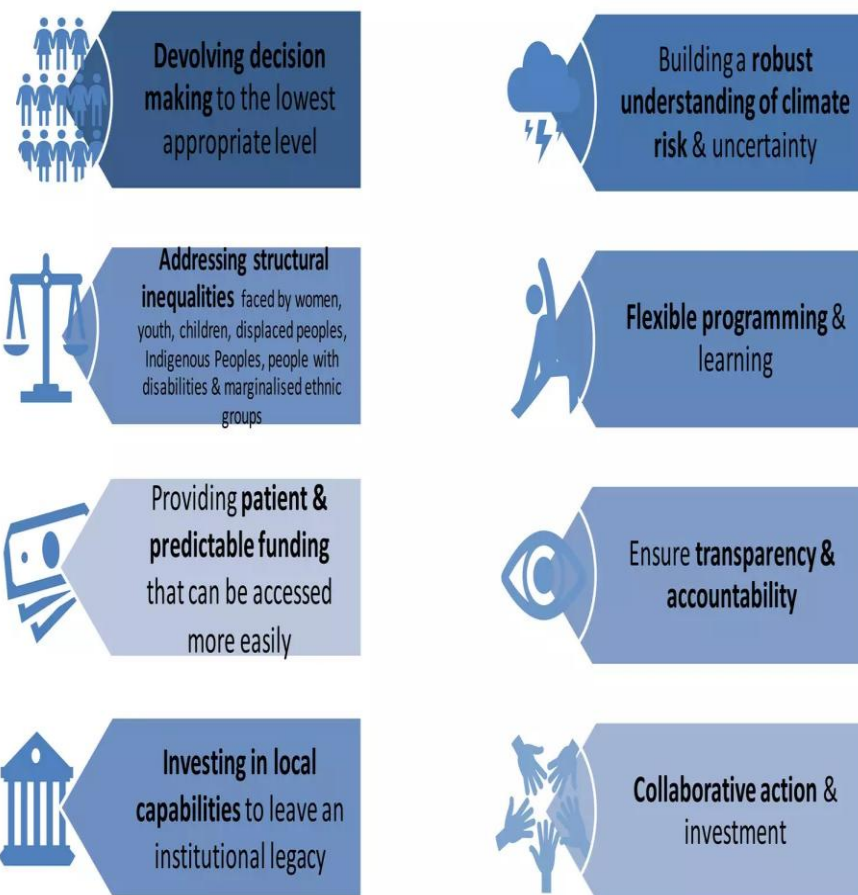 Devolving decision
making to the lowest
appropriate level
Addressing structural
inequalities faced by women,
youth, children, displaced peoples,
Indigenous Peoples, people with
disabilities & marginalised ethnic
groups
Providing patient &
predictable funding
that can be accessed
more easily
Investing in local
capabilities to leave an
institutional legacy
Building a robust
understanding of climate
risk & uncertainty
Flexible programming &
learning
Ensure transparency &
accountability
Collaborative action &
investment